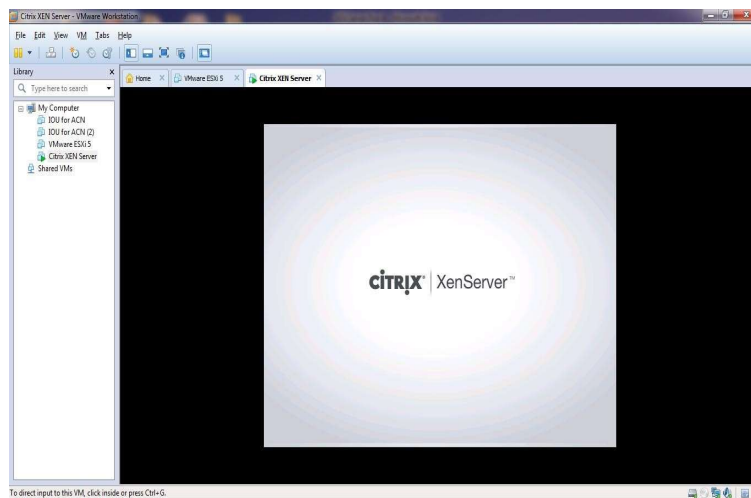 Citrix XEN Server - VMware Workstation
File Edit View VM Tabs Help
Library
Type here to search
My Computer
IOU for ACN
IOU for ACN (2)
VMware ESXi 5
Citrix XEN Server
Shared VMs
Home
VMware ESXi 5
Citrix XEN Server
CITRIX® XenServer™
To direct input to this VM, click inside or press Ctrl+G.